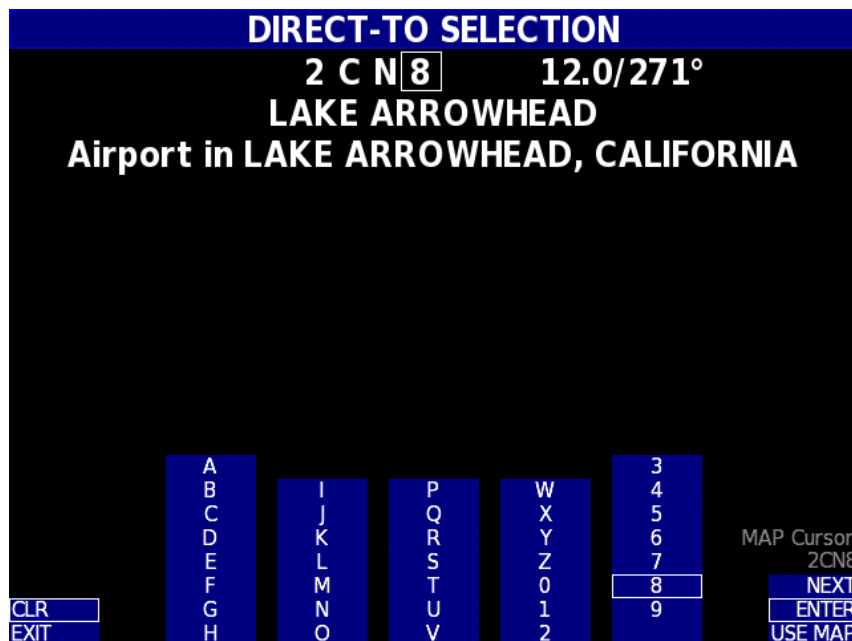 DIRECT-TO SELECTION
2 C N 8 12.0/271°
LAKE ARROWHEAD
Airport in LAKE ARROWHEAD, CALIFORNIA
A 3
B I P W 4
C J Q X 5
D K R Y 6 MAP Cursor
E L S Z 7 2CN8
F M T 0 8 NEXT
CLR G N U 1 9 ENTER
EXIT H O V 2 USE MAP